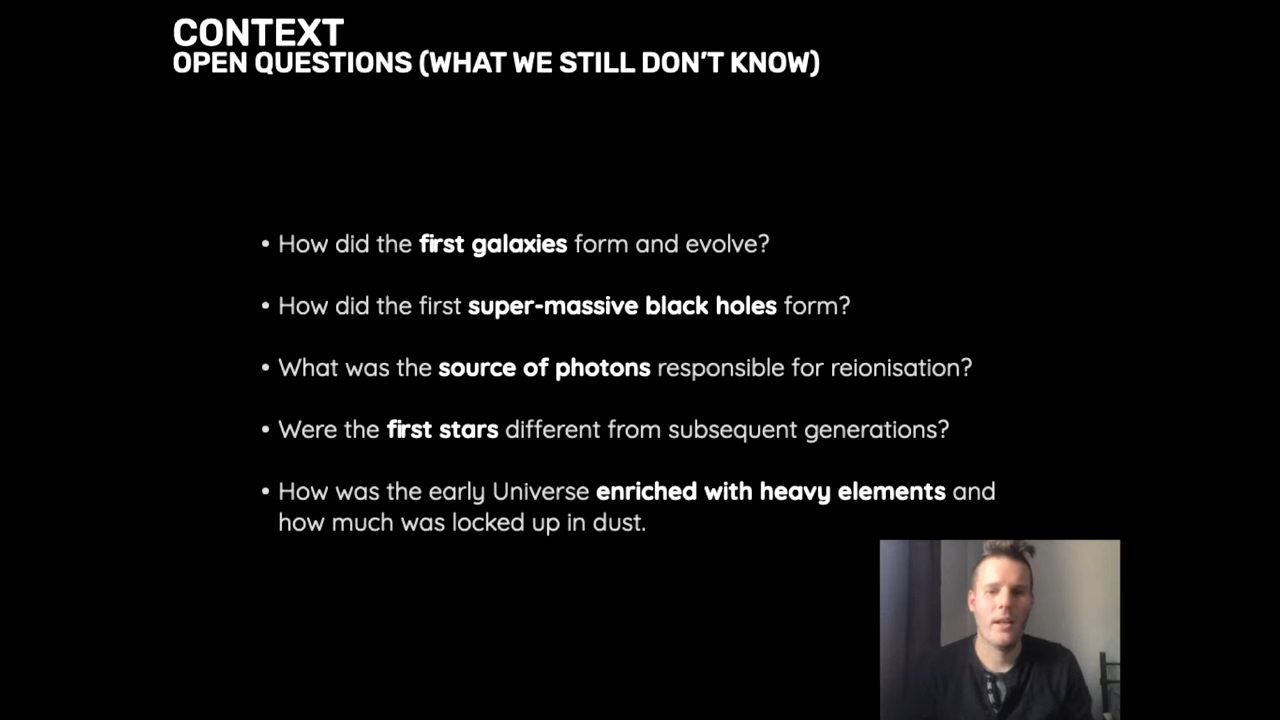 CONTEXT
OPEN QUESTIONS (WHAT WE STILL DON'T KNOW)
• How did the first galaxies form and evolve?
• How did the first super-massive black holes form?
• What was the source of photons responsible for reionisation?
• Were the first stars different from subsequent generations?
• How was the early Universe enriched with heavy elements and
how much was locked up in dust.